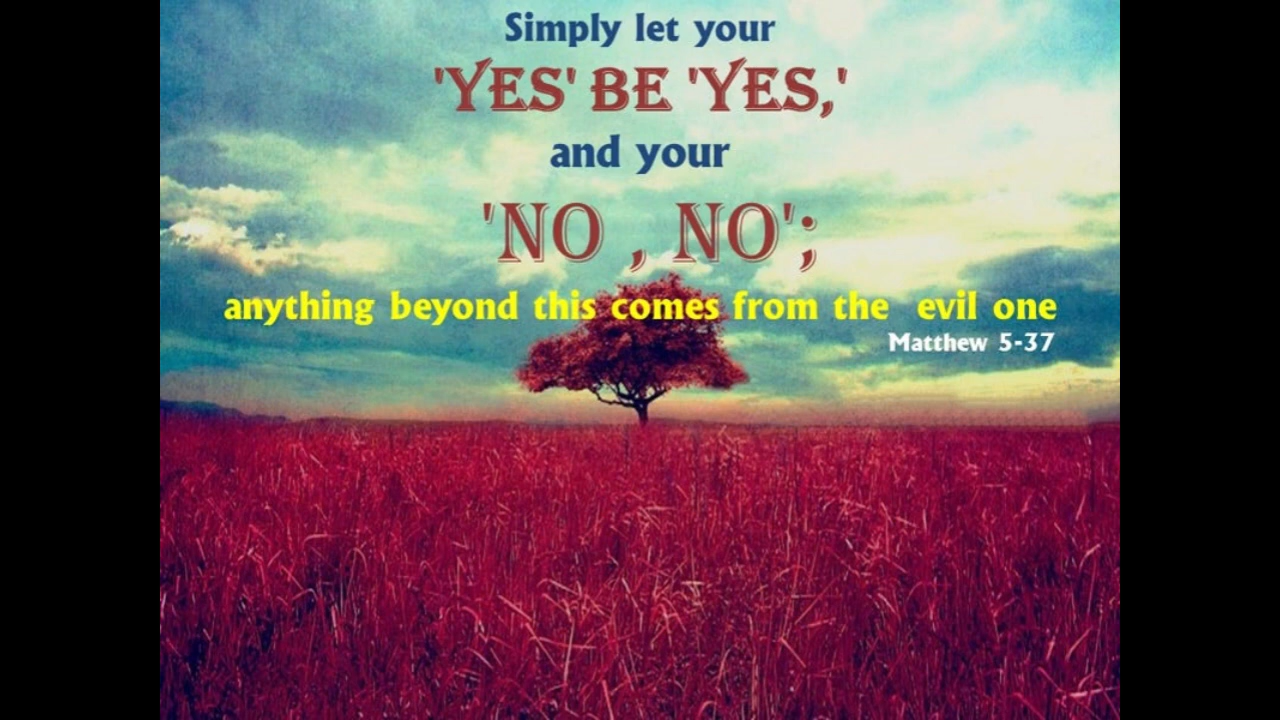 Simply let your
'YES' BE 'YES,'
and your
'NO , NO';
anything beyond this comes from the evil one
Matthew 5-37